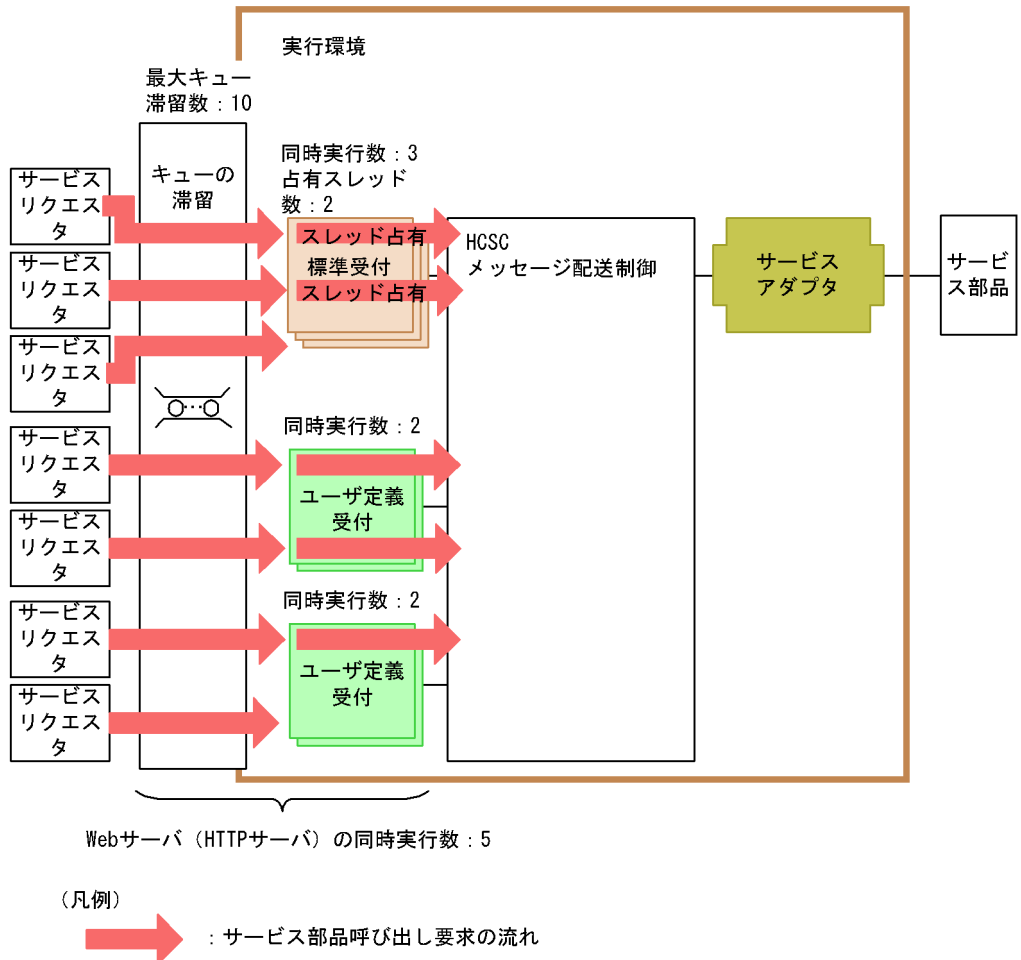 実行環境
最大キュー
滞留数：10
キューの
滞留
同時実行数：3
占有スレッド
数：2
サービス
リクエス
タ
サービス
リクエス
タ
サービス
リクエス
タ
スレッド占有
標準受付
スレッド占有
HCSC
メッセージ配送制御
サービス
アダプタ
サービ
ス部品
同時実行数：2
サービス
リクエス
タ
サービス
リクエス
タ
ユーザ定義
受付
同時実行数：2
サービス
リクエス
タ
サービス
リクエス
タ
ユーザ定義
受付
Webサーバ（HTTPサーバ）の同時実行数：5
（凡例）
：サービス部品呼び出し要求の流れ